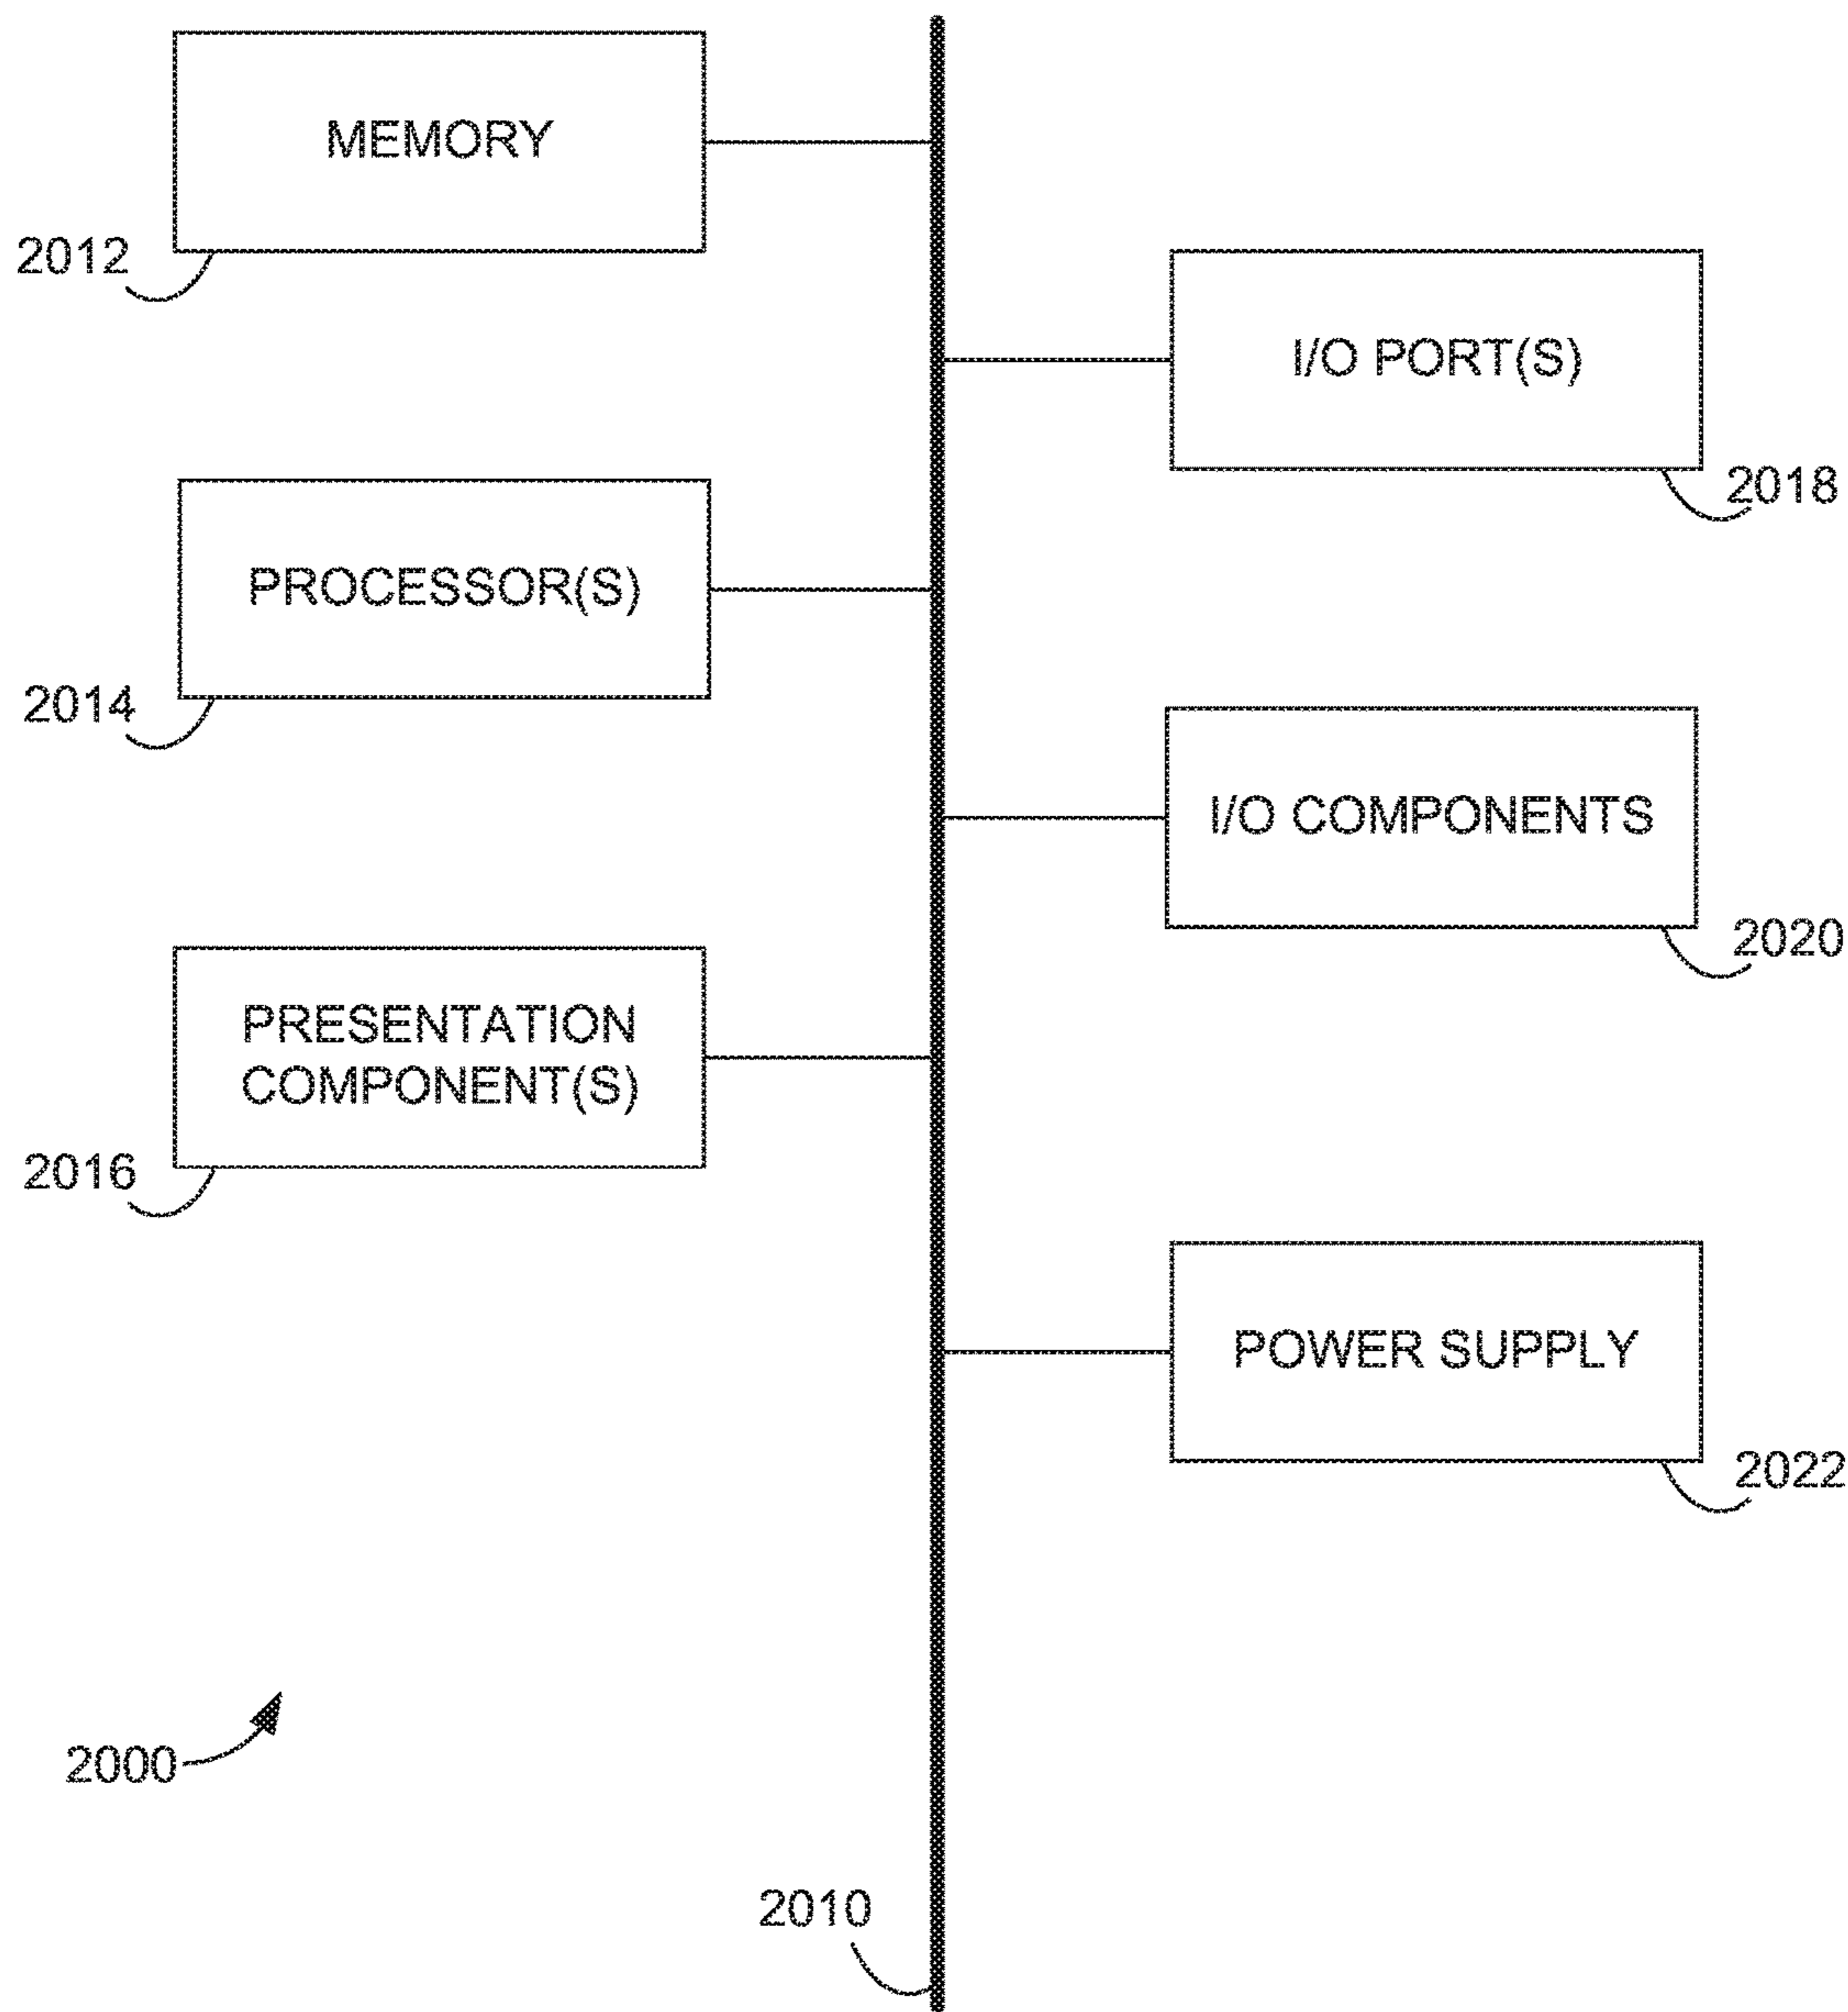 MEMORY
2012
I/O PORT(S)
2018
PROCESSOR(S)
2014
I/O COMPONENTS
2020
PRESENTATION
COMPONENT(S)
2016
POWER SUPPLY
2022
2000
2010